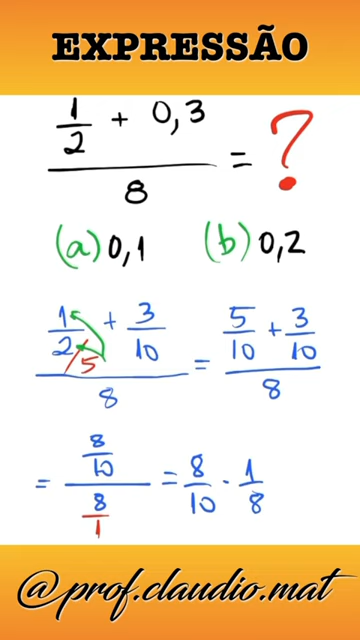 EXPRESSÃO
1/2 + 0,3
8
= ?
(a) 0,1 (b) 0,2
1/2 + 3/10 = 5/10 + 3/10
5
8 8
= 8/10 = 8/10 · 1/8
8/1
@prof.claudio.mat